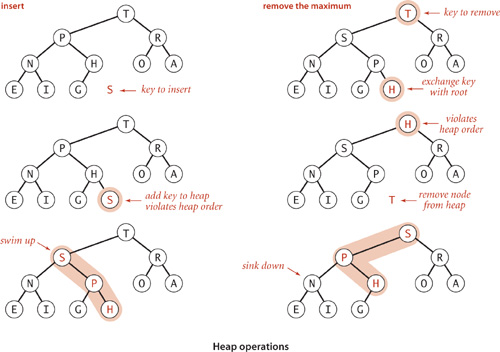 insert
T
P R
N H O A
E I G S key to insert
T
P R
N H O A
E I G S add key to heap
violates heap order
swim up
T
S R
N P O A
E I G H
remove the maximum
T key to remove
S R
N P O A
E I G H exchange key
with root
H violates
heap order
S R
N P O A
E I G T remove node
from heap
S
P R
sink down
N H O A
E I G
Heap operations